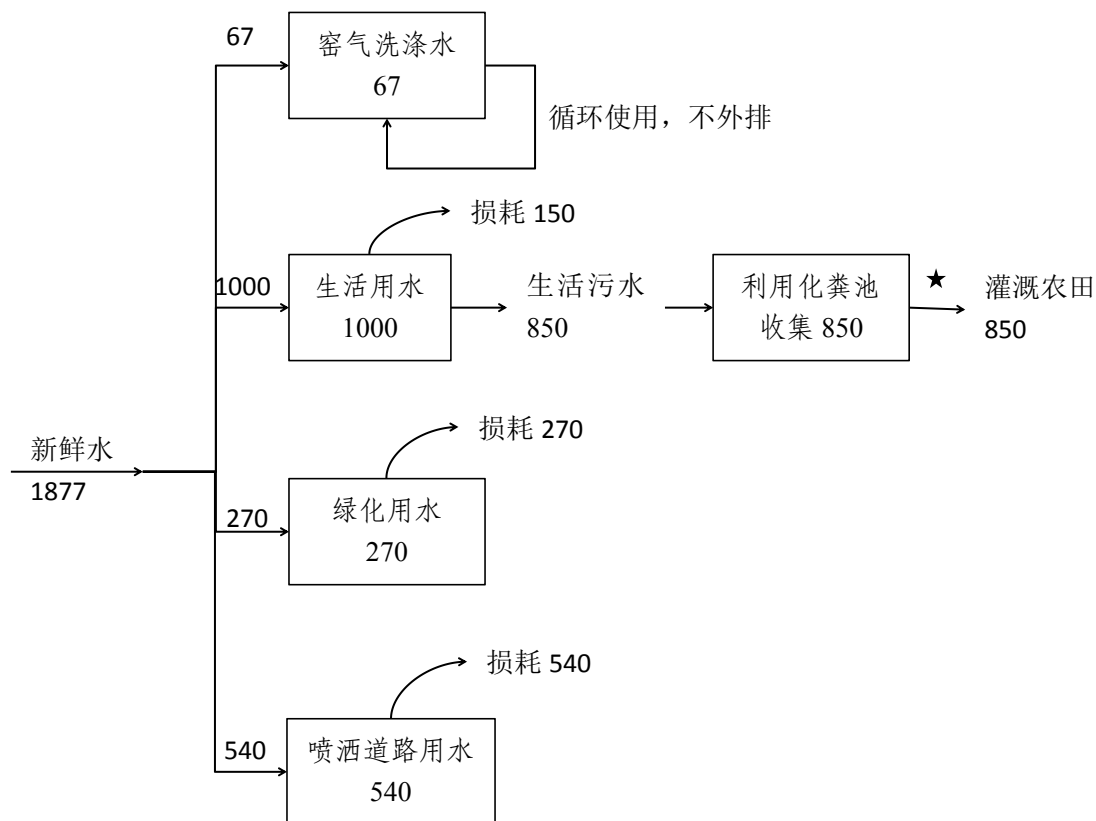 67
窑气洗涤水
67
循环使用，不外排
损耗 150
1000
生活用水
1000
生活污水
850
利用化粪池
收集 850
★
灌溉农田
850
损耗 270
新鲜水
1877
270
绿化用水
270
损耗 540
540
喷洒道路用水
540